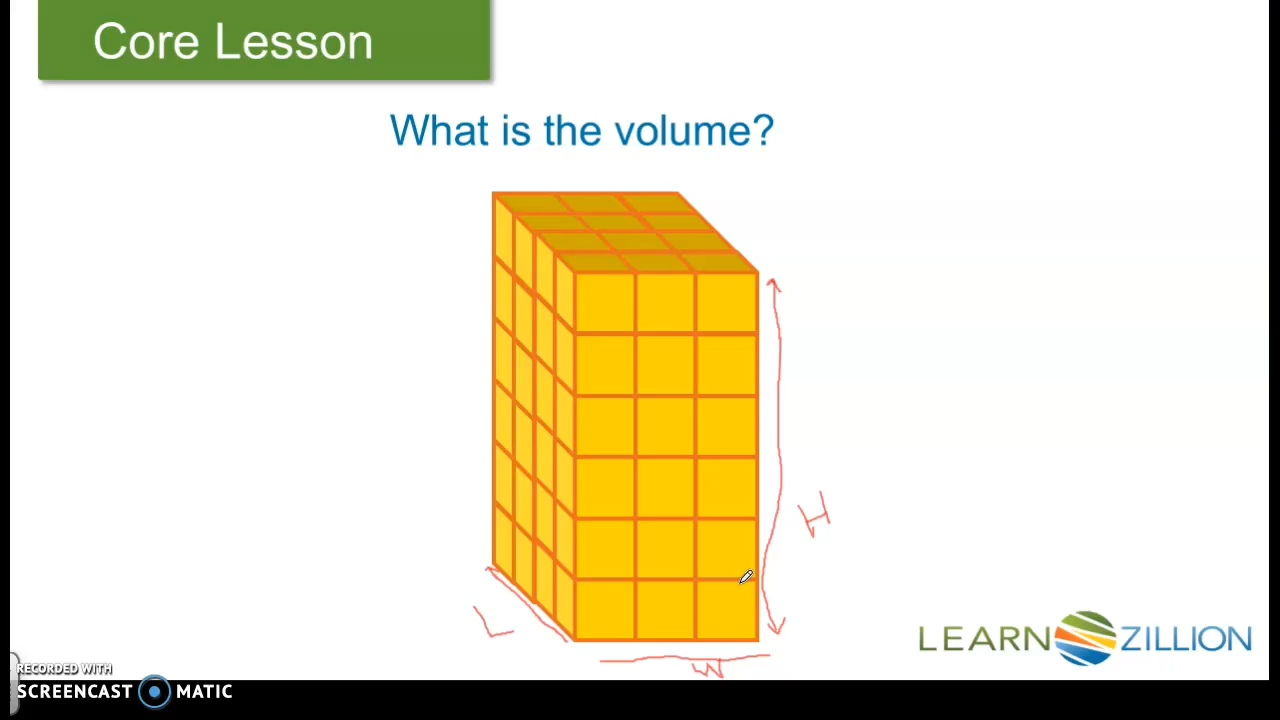 Core Lesson
What is the volume?
H
L
W
LEARN ZILLION
RECORDED WITH
SCREENCAST MATIC